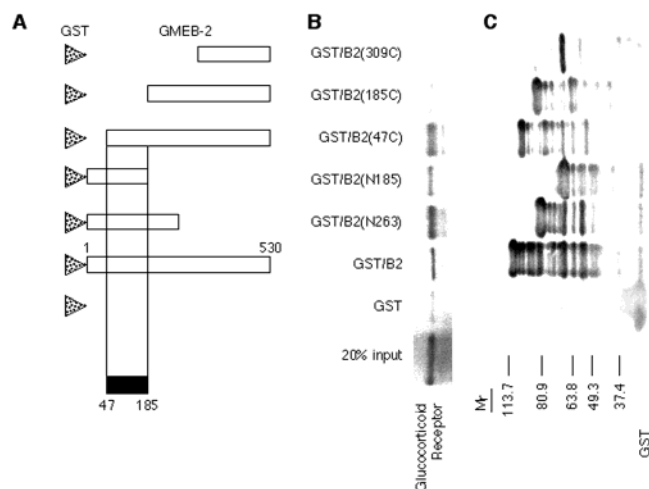 A
GST
GMEB-2
1
530
47
185
B
GST/B2(309C)
GST/B2(185C)
GST/B2(47C)
GST/B2(N185)
GST/B2(N263)
GST/B2
GST
20% input
Glucocorticoid
Receptor
C
Mr
113.7
80.9
63.8
49.3
37.4
GST